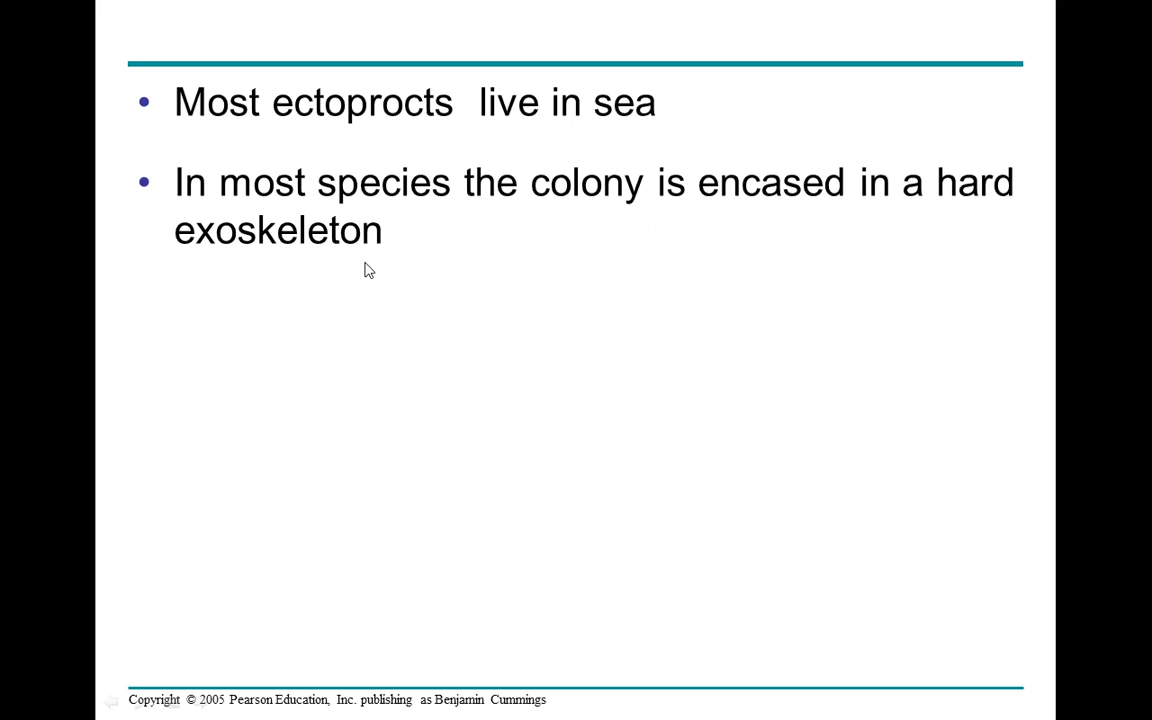 • Most ectoprocts  live in sea
• In most species the colony is encased in a hard
exoskeleton
Copyright © 2005 Pearson Education, Inc. publishing as Benjamin Cummings